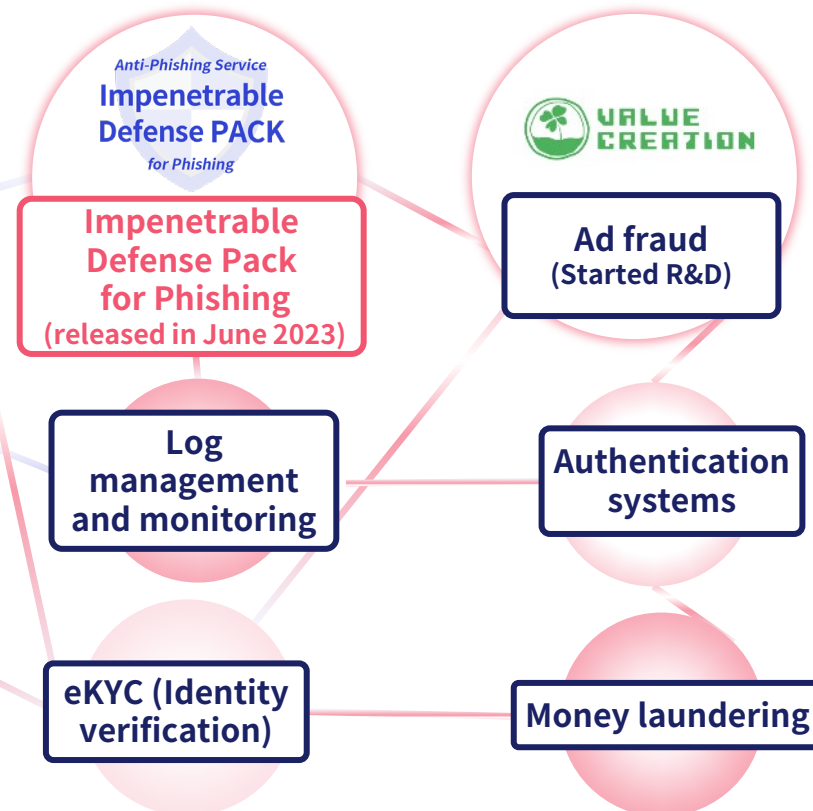 Anti-Phishing Service
Impenetrable
Defense PACK
for Phishing
Impenetrable
Defense Pack
for Phishing
(released in June 2023)
VALUE
CREATION
Ad fraud
(Started R&D)
Log
management
and monitoring
Authentication
systems
eKYC (Identity
verification)
Money laundering